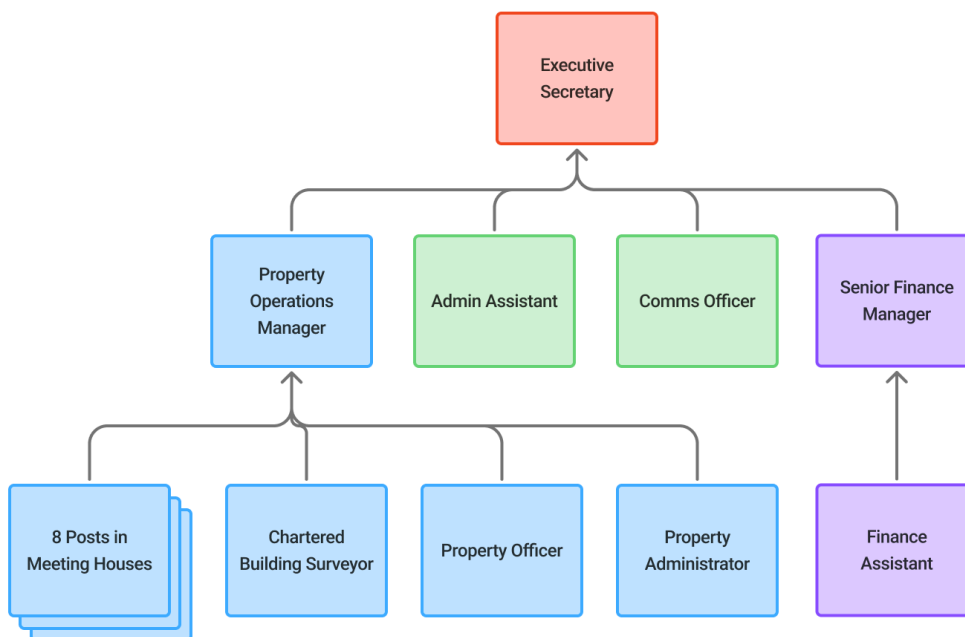 Executive
Secretary
Property
Operations
Manager
Admin Assistant
Comms Officer
Senior Finance
Manager
8 Posts in
Meeting Houses
Chartered
Building Surveyor
Property Officer
Property
Administrator
Finance
Assistant